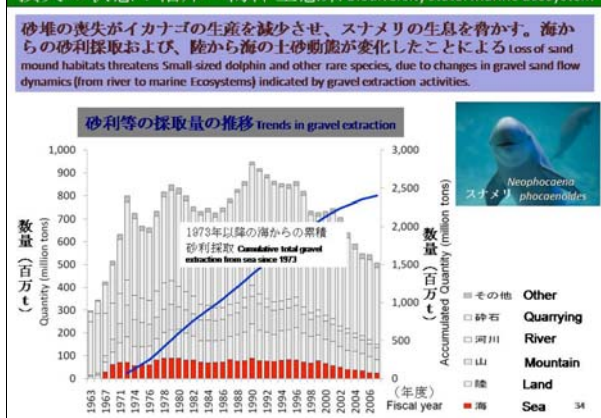 砂堆の喪失がイカナゴの生産を減少させ、スナメリの生息を脅かす。海か
らの砂利採取および、陸から海の土砂動態が変化したことによる Loss of sand
mound habitats threatens Small-sized dolphin and other rare species, due to changes in gravel sand flow
dynamics (from river to marine Ecosystems) indicated by gravel extraction activities.
砂利等の採取量の推移 Trends in gravel extraction
スナメリ
Neophocaena
phocaenoides
数量（百万t）
Quantity (million tons)
1,000
900
800
700
600
500
400
300
200
100
0
1973年以降の海からの累積
砂利採取 Cumulative total gravel
extraction from sea since 1973
3,000
2,500
2,000
1,500
1,000
500
0
数量（百万t）
Accumulated Quantity (million tons)
1963
1965
1967
1969
1971
1974
1976
1978
1980
1982
1984
1986
1988
1990
1992
1994
1996
1998
2000
2002
2004
2006
（年度）
Fiscal year
その他 Other
砕石 Quarrying
河川 River
山 Mountain
陸 Land
海 Sea
34